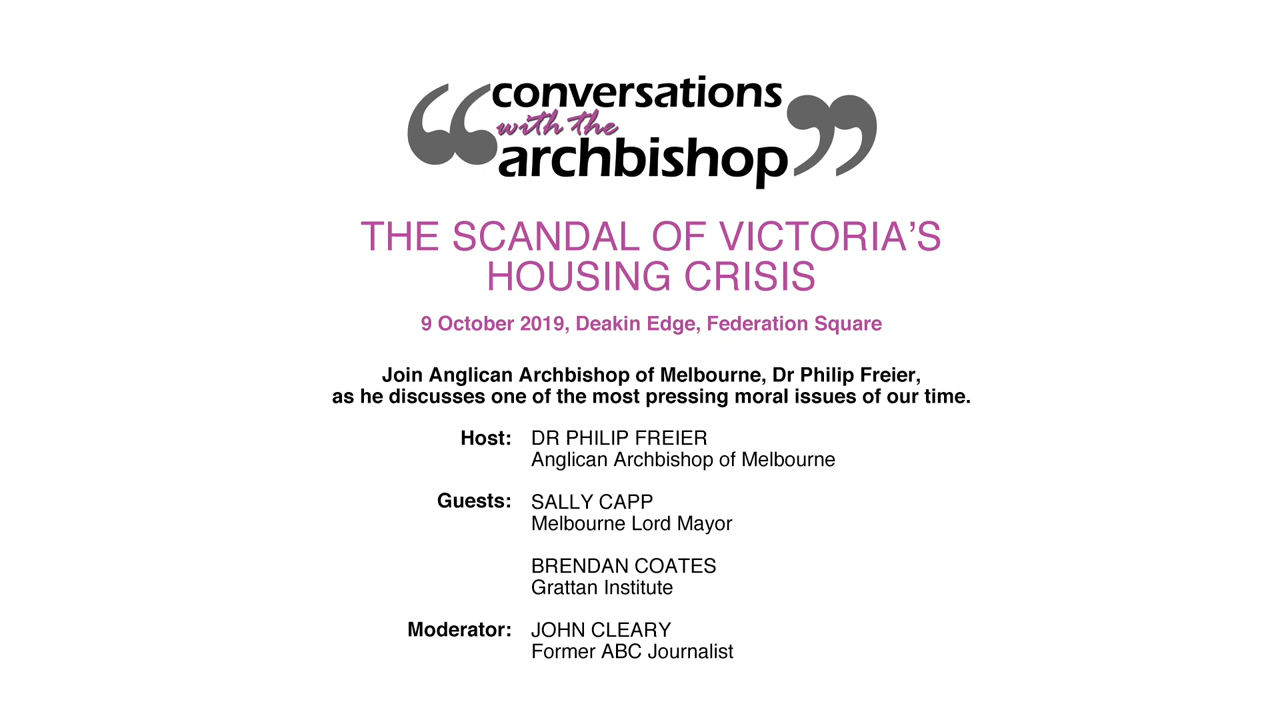 “conversations
with the
archbishop”
THE SCANDAL OF VICTORIA’S
HOUSING CRISIS
9 October 2019, Deakin Edge, Federation Square
Join Anglican Archbishop of Melbourne, Dr Philip Freier,
as he discusses one of the most pressing moral issues of our time.
Host: DR PHILIP FREIER
Anglican Archbishop of Melbourne
Guests: SALLY CAPP
Melbourne Lord Mayor
BRENDAN COATES
Grattan Institute
Moderator: JOHN CLEARY
Former ABC Journalist